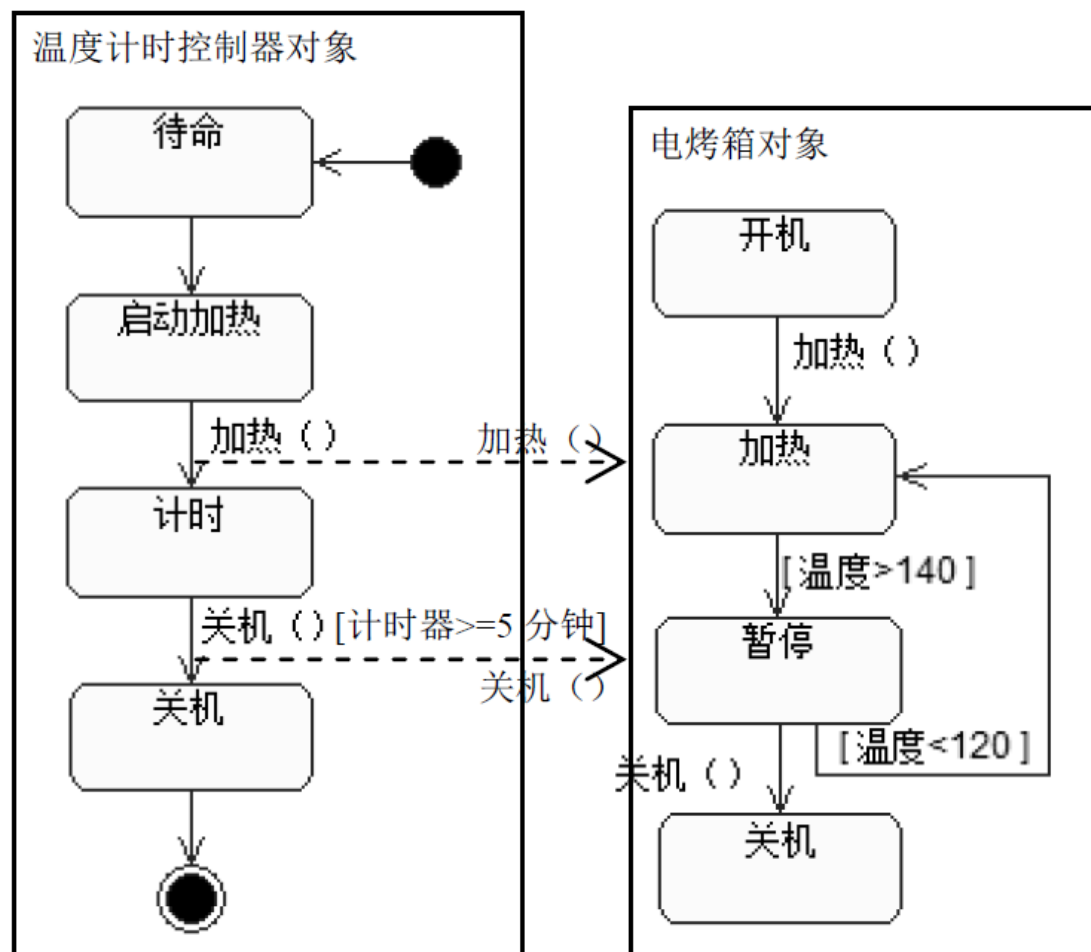 温度计时控制器对象
待命
启动加热
加热（）
加热（）
计时
关机（）[计时器>=5 分钟]
关机（）
关机
电烤箱对象
开机
加热（）
加热
[温度>140]
暂停
[温度<120]
关机（）
关机